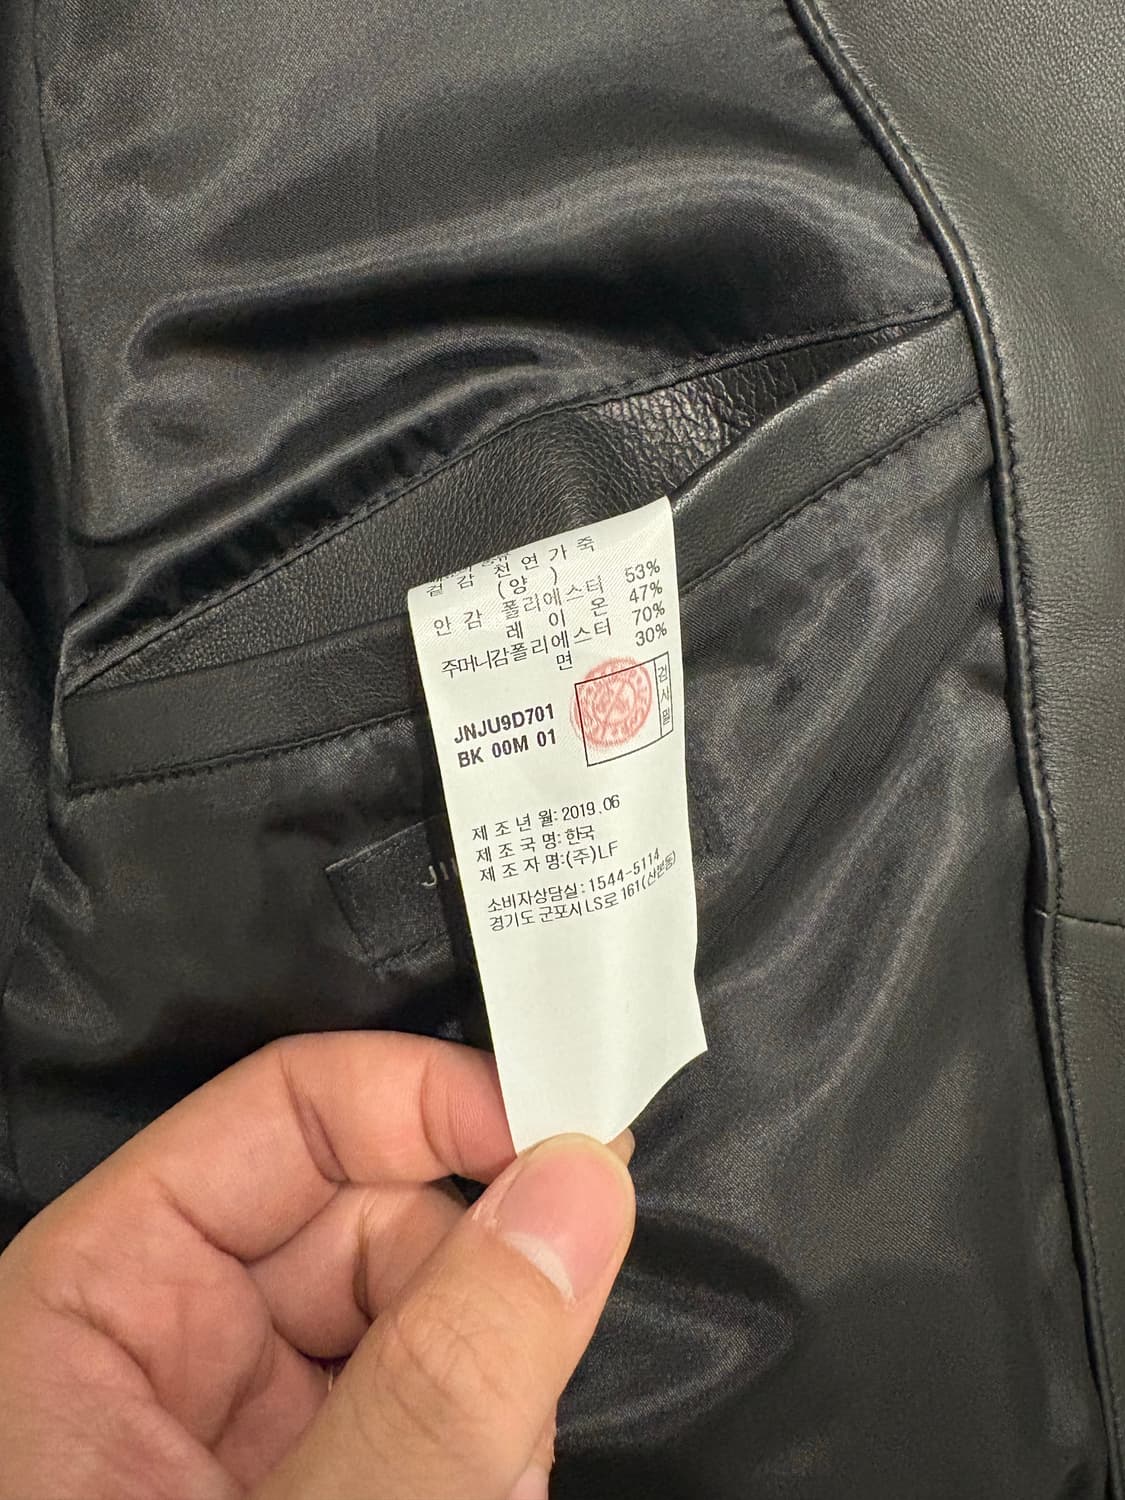 겉 감 천 연 가 죽
(양 )
안 감 폴리에스터 53%
레 이 온 47%
주머니감폴리에스터 70%
면 30%
검사필
JNJU9D701
BK 00M 01
제 조 년 월: 2019.06
제 조 국 명: 한국
제 조 자 명:(주)LF
소비자상담실: 1544-5114
경기도 군포시 LS로 161(산본동)